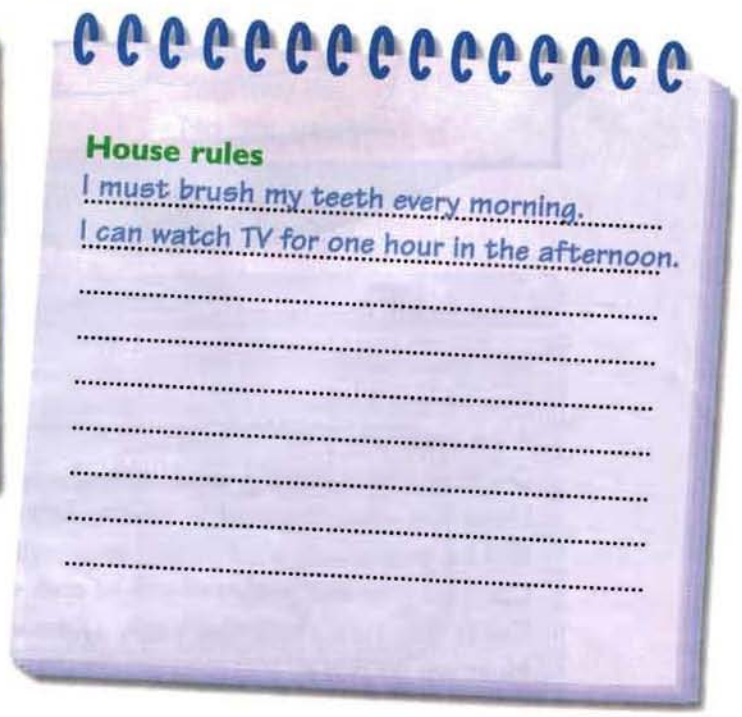 House rules
I must brush my teeth every morning.
I can watch TV for one hour in the afternoon.